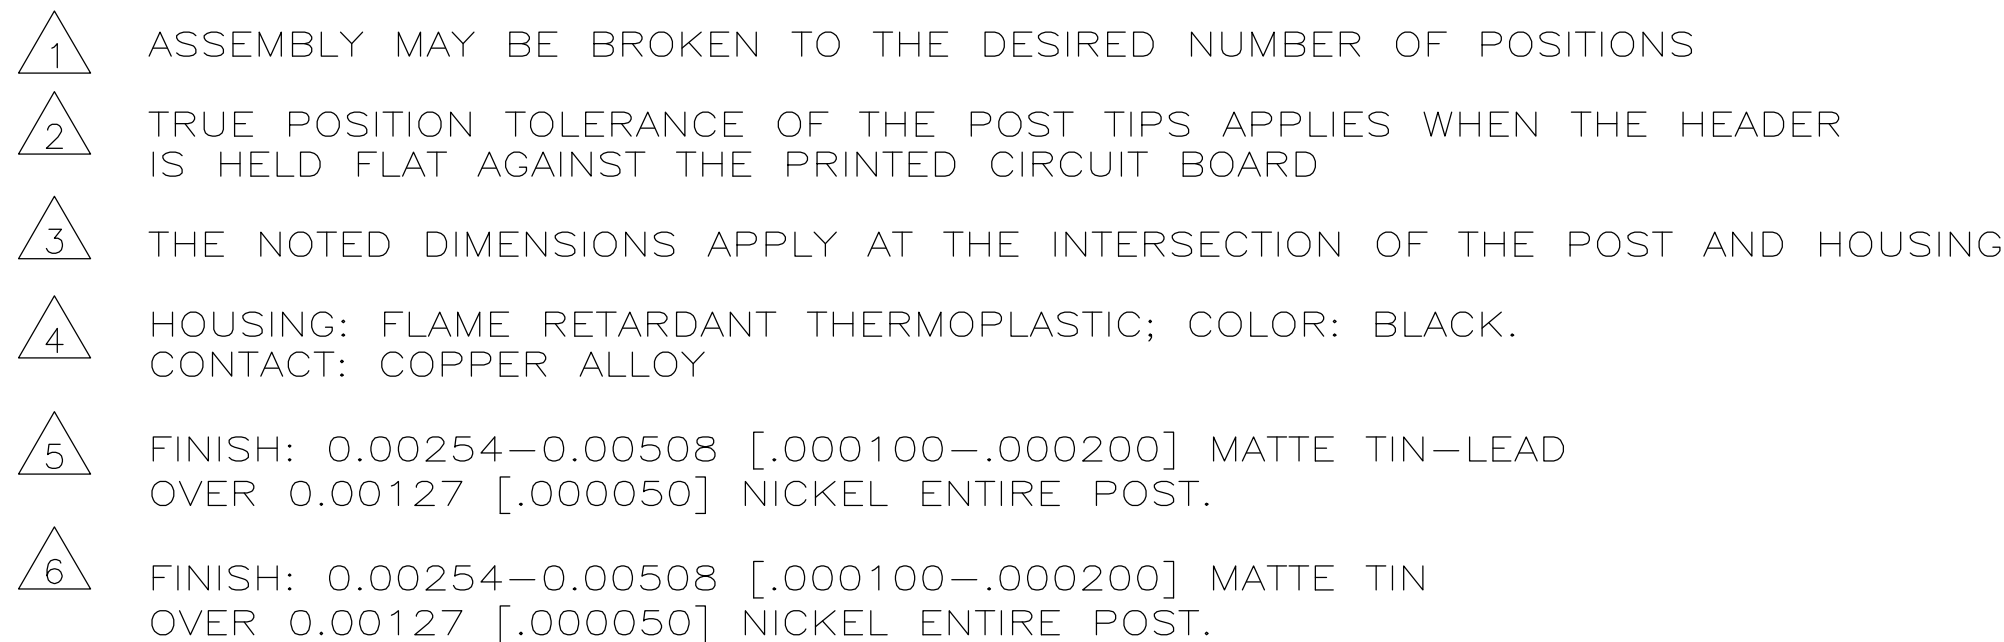 1 ASSEMBLY MAY BE BROKEN TO THE DESIRED NUMBER OF POSITIONS
2 TRUE POSITION TOLERANCE OF THE POST TIPS APPLIES WHEN THE HEADER
IS HELD FLAT AGAINST THE PRINTED CIRCUIT BOARD
3 THE NOTED DIMENSIONS APPLY AT THE INTERSECTION OF THE POST AND HOUSING
4 HOUSING: FLAME RETARDANT THERMOPLASTIC; COLOR: BLACK.
CONTACT: COPPER ALLOY
5 FINISH: 0.00254-0.00508 [.000100-.000200] MATTE TIN-LEAD
OVER 0.00127 [.000050] NICKEL ENTIRE POST.
6 FINISH: 0.00254-0.00508 [.000100-.000200] MATTE TIN
OVER 0.00127 [.000050] NICKEL ENTIRE POST.